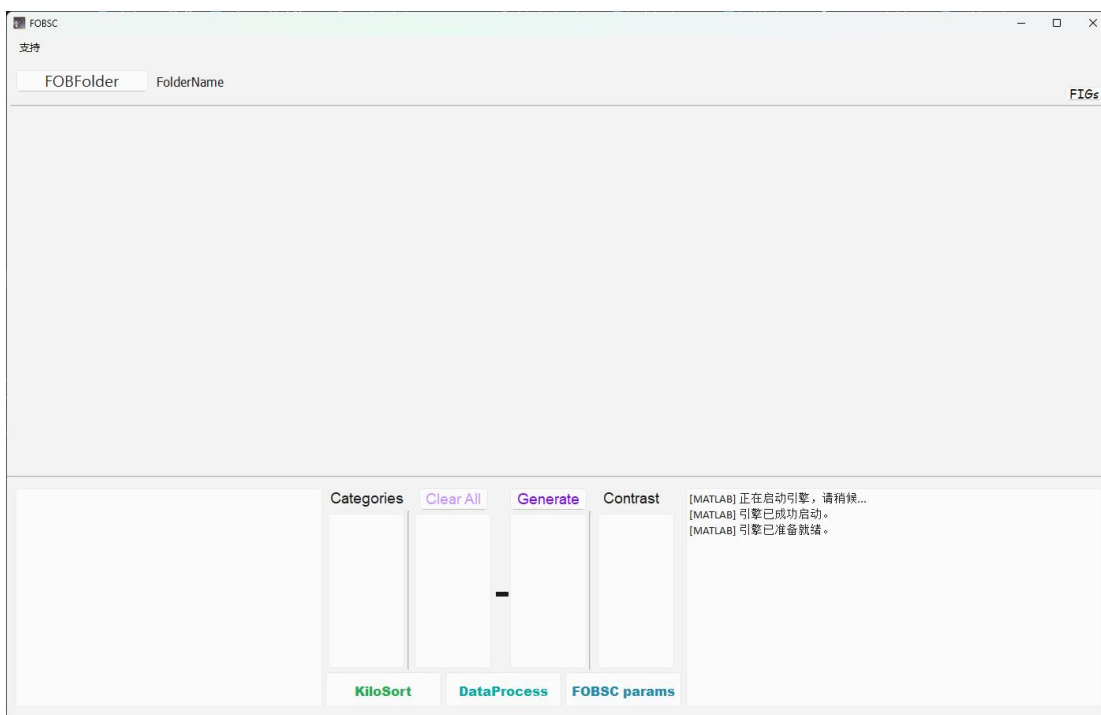 FOBSC
支持
FOBFolder FolderName
FIGs
Categories Clear All Generate Contrast
[MATLAB] 正在启动引擎，请稍候...
[MATLAB] 引擎已成功启动。
[MATLAB] 引擎已准备就绪。
-
KiloSort DataProcess FOBSC params